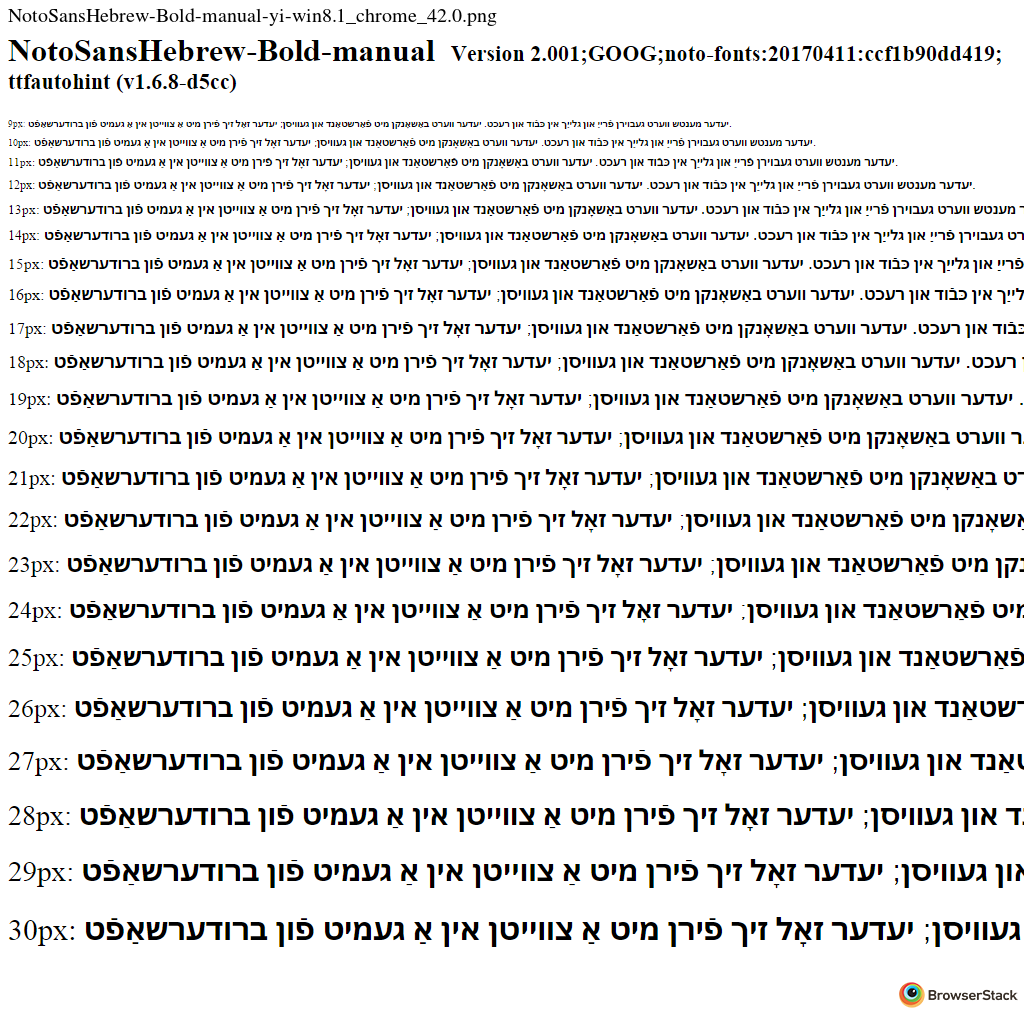 NotoSansHebrew-Bold-manual-yi-win8.1_chrome_42.0.png
NotoSansHebrew-Bold-manual Version 2.001;GOOG;noto-fonts:20170411:ccf1b90dd419;
ttfautohint (v1.6.8-d5cc)
9px: יעדער מענטש ווערט געבוירן פֿרײַ און גלײַך אין כּבֿוד און רעכט. יעדער ווערט באַשאָנקן מיט פֿאַרשטאַנד און געוויסן; יעדער זאָל זיך פֿירן מיט אַ צווייטן אין אַ געמיט פֿון ברודערשאַפֿט.
10px: יעדער מענטש ווערט געבוירן פֿרײַ און גלײַך אין כּבֿוד און רעכט. יעדער ווערט באַשאָנקן מיט פֿאַרשטאַנד און געוויסן; יעדער זאָל זיך פֿירן מיט אַ צווייטן אין אַ געמיט פֿון ברודערשאַפֿט.
11px: יעדער מענטש ווערט געבוירן פֿרײַ און גלײַך אין כּבֿוד און רעכט. יעדער ווערט באַשאָנקן מיט פֿאַרשטאַנד און געוויסן; יעדער זאָל זיך פֿירן מיט אַ צווייטן אין אַ געמיט פֿון ברודערשאַפֿט.
12px: יעדער מענטש ווערט געבוירן פֿרײַ און גלײַך אין כּבֿוד און רעכט. יעדער ווערט באַשאָנקן מיט פֿאַרשטאַנד און געוויסן; יעדער זאָל זיך פֿירן מיט אַ צווייטן אין אַ געמיט פֿון ברודערשאַפֿט.
13px: מענטש ווערט געבוירן פֿרײַ און גלײַך אין כּבֿוד און רעכט. יעדער ווערט באַשאָנקן מיט פֿאַרשטאַנד און געוויסן; יעדער זאָל זיך פֿירן מיט אַ צווייטן אין אַ געמיט פֿון ברודערשאַפֿט
14px: געבוירן פֿרײַ און גלײַך אין כּבֿוד און רעכט. יעדער ווערט באַשאָנקן מיט פֿאַרשטאַנד און געוויסן; יעדער זאָל זיך פֿירן מיט אַ צווייטן אין אַ געמיט פֿון ברודערשאַפֿט
15px: פֿרײַ און גלײַך אין כּבֿוד און רעכט. יעדער ווערט באַשאָנקן מיט פֿאַרשטאַנד און געוויסן; יעדער זאָל זיך פֿירן מיט אַ צווייטן אין אַ געמיט פֿון ברודערשאַפֿט
16px: אין כּבֿוד און רעכט. יעדער ווערט באַשאָנקן מיט פֿאַרשטאַנד און געוויסן; יעדער זאָל זיך פֿירן מיט אַ צווייטן אין אַ געמיט פֿון ברודערשאַפֿט
17px: כּבֿוד און רעכט. יעדער ווערט באַשאָנקן מיט פֿאַרשטאַנד און געוויסן; יעדער זאָל זיך פֿירן מיט אַ צווייטן אין אַ געמיט פֿון ברודערשאַפֿט
18px: רעכט. יעדער ווערט באַשאָנקן מיט פֿאַרשטאַנד און געוויסן; יעדער זאָל זיך פֿירן מיט אַ צווייטן אין אַ געמיט פֿון ברודערשאַפֿט
19px: . יעדער ווערט באַשאָנקן מיט פֿאַרשטאַנד און געוויסן; יעדער זאָל זיך פֿירן מיט אַ צווייטן אין אַ געמיט פֿון ברודערשאַפֿט
20px: ווערט באַשאָנקן מיט פֿאַרשטאַנד און געוויסן; יעדער זאָל זיך פֿירן מיט אַ צווייטן אין אַ געמיט פֿון ברודערשאַפֿט
21px: באַשאָנקן מיט פֿאַרשטאַנד און געוויסן; יעדער זאָל זיך פֿירן מיט אַ צווייטן אין אַ געמיט פֿון ברודערשאַפֿט
22px: מיט פֿאַרשטאַנד און געוויסן; יעדער זאָל זיך פֿירן מיט אַ צווייטן אין אַ געמיט פֿון ברודערשאַפֿט
23px: מיט פֿאַרשטאַנד און געוויסן; יעדער זאָל זיך פֿירן מיט אַ צווייטן אין אַ געמיט פֿון ברודערשאַפֿט
24px: מיט פֿאַרשטאַנד און געוויסן; יעדער זאָל זיך פֿירן מיט אַ צווייטן אין אַ געמיט פֿון ברודערשאַפֿט
25px: פֿאַרשטאַנד און געוויסן; יעדער זאָל זיך פֿירן מיט אַ צווייטן אין אַ געמיט פֿון ברודערשאַפֿט
26px: און געוויסן; יעדער זאָל זיך פֿירן מיט אַ צווייטן אין אַ געמיט פֿון ברודערשאַפֿט
27px: און געוויסן; יעדער זאָל זיך פֿירן מיט אַ צווייטן אין אַ געמיט פֿון ברודערשאַפֿט
28px: און געוויסן; יעדער זאָל זיך פֿירן מיט אַ צווייטן אין אַ געמיט פֿון ברודערשאַפֿט
29px: און געוויסן; יעדער זאָל זיך פֿירן מיט אַ צווייטן אין אַ געמיט פֿון ברודערשאַפֿט
30px: געוויסן; יעדער זאָל זיך פֿירן מיט אַ צווייטן אין אַ געמיט פֿון ברודערשאַפֿט
BrowserStack